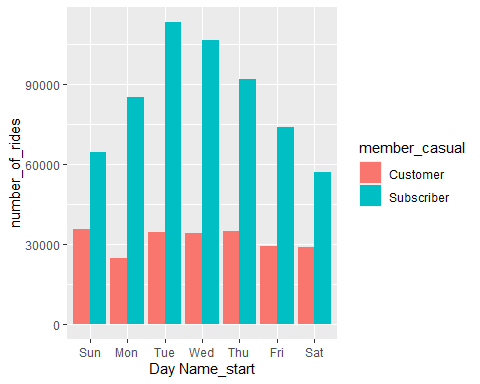 number_of_rides
90000
60000
30000
0
Sun Mon Tue Wed Thu Fri Sat
Day Name_start
member_casual
Customer
Subscriber